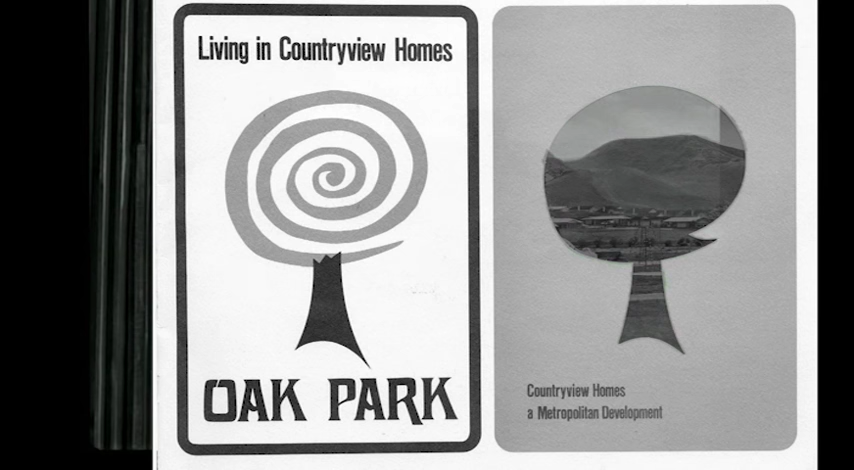 Living in Countryview Homes
OAK PARK
Countryview Homes
a Metropolitan Development